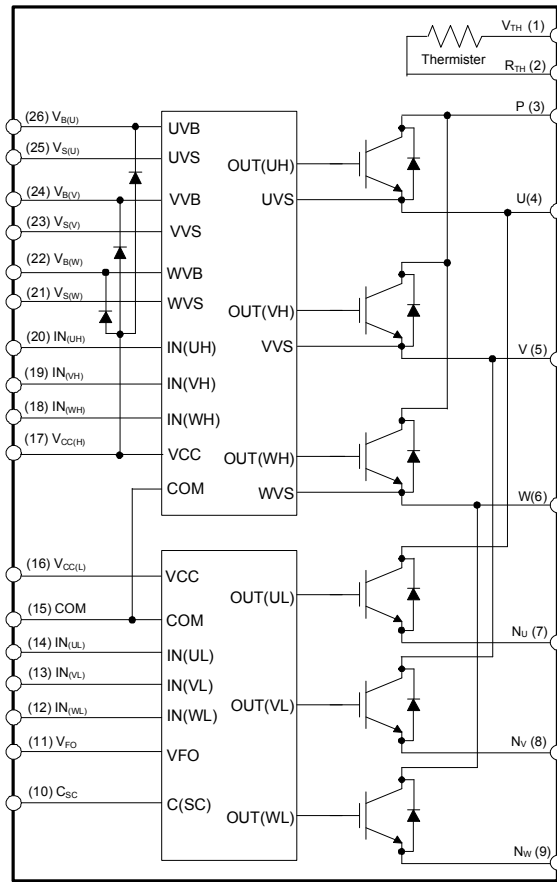 VTH (1)
Thermister
RTH (2)
P (3)
(26) VB(U)
UVB
(25) VS(U)
UVS
OUT(UH)
(24) VB(V)
VVB
UVS
U(4)
(23) VS(V)
VVS
(22) VB(W)
WVB
(21) VS(W)
WVS
OUT(VH)
(20) IN(UH)
IN(UH)
VVS
V (5)
(19) IN(VH)
IN(VH)
(18) IN(WH)
IN(WH)
(17) VCC(H)
VCC
OUT(WH)
COM
WVS
W(6)
(16) VCC(L)
VCC
OUT(UL)
(15) COM
COM
(14) IN(UL)
IN(UL)
NU (7)
(13) IN(VL)
IN(VL)
OUT(VL)
(12) IN(WL)
IN(WL)
(11) VFO
VFO
NV (8)
(10) CSC
C(SC)
OUT(WL)
NW (9)